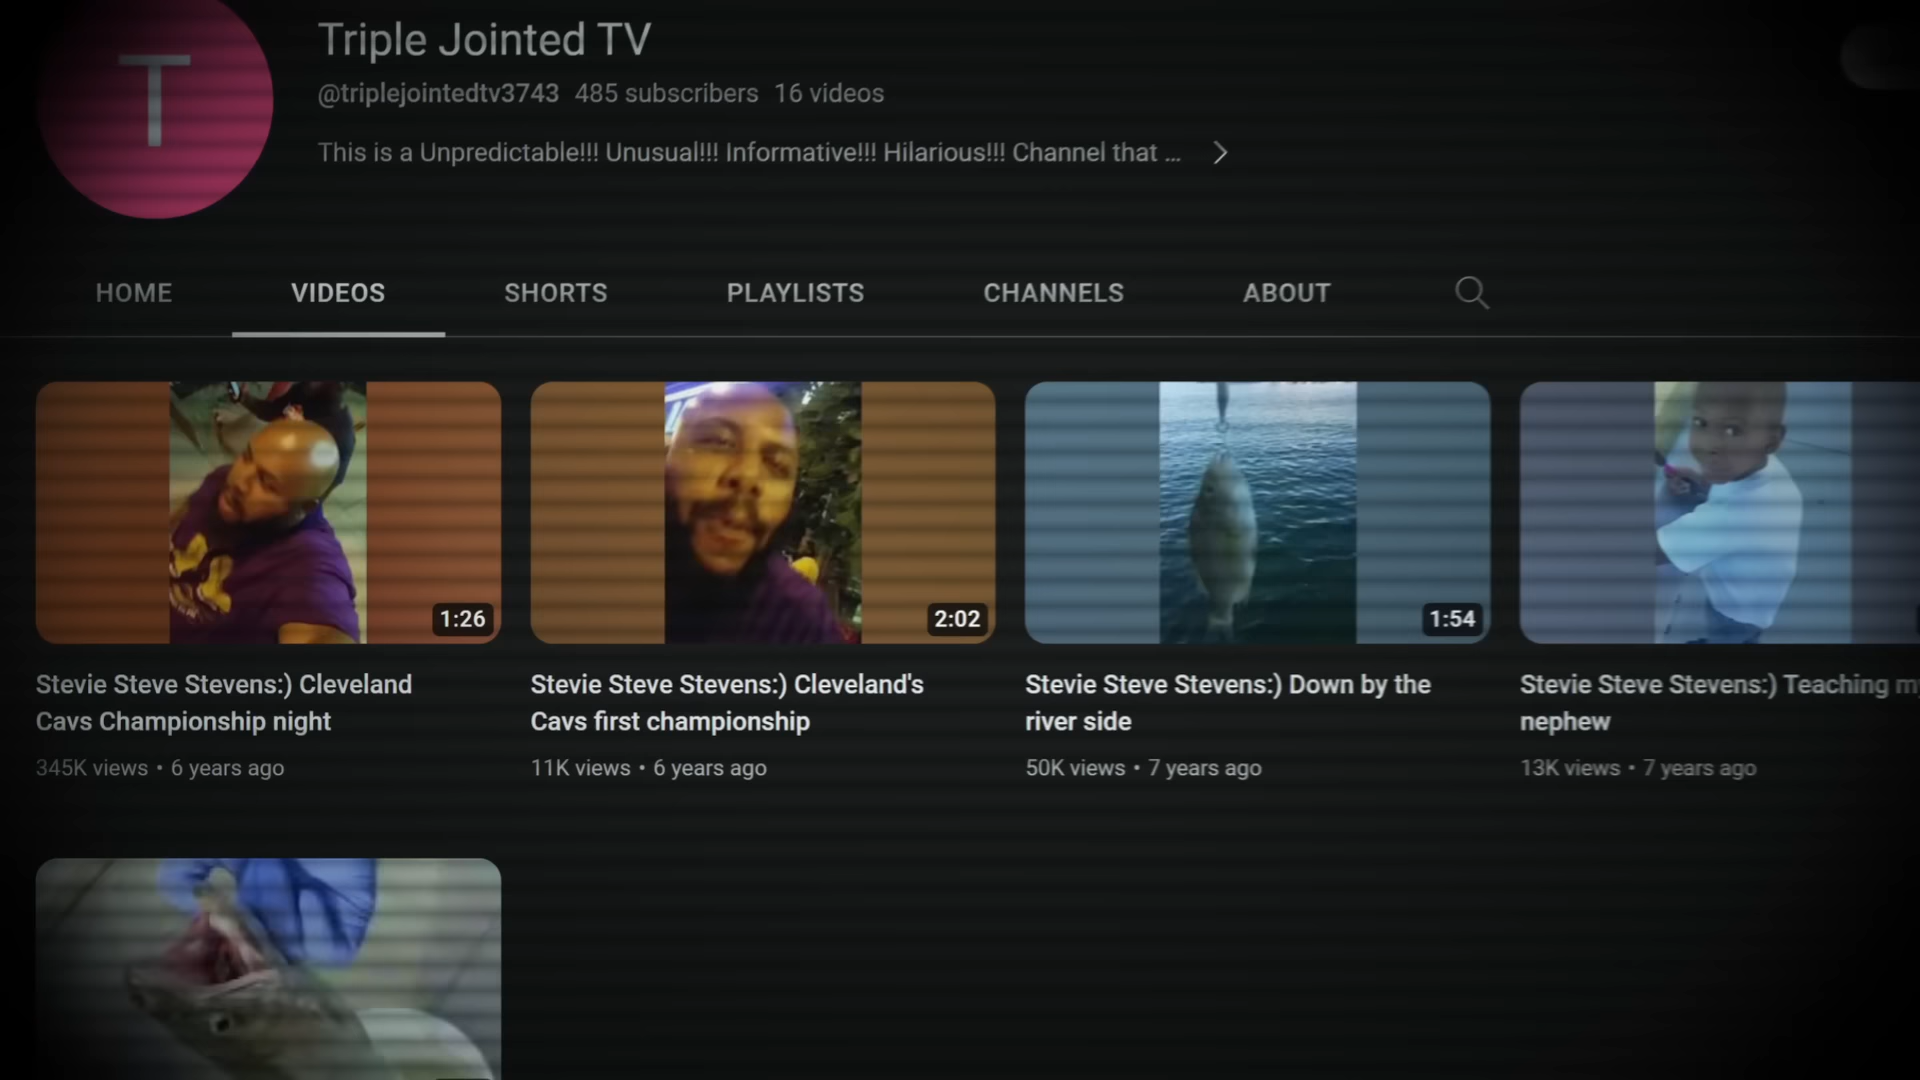 T
Triple Jointed TV
@triplejointedtv3743 485 subscribers 16 videos
This is a Unpredictable!!! Unusual!!! Informative!!! Hilarious!!! Channel that ...
HOME VIDEOS SHORTS PLAYLISTS CHANNELS ABOUT
1:26 2:02 1:54
Stevie Steve Stevens:) Cleveland
Cavs Championship night
345K views • 6 years ago
Stevie Steve Stevens:) Cleveland's
Cavs first championship
11K views • 6 years ago
Stevie Steve Stevens:) Down by the
river side
50K views • 7 years ago
Stevie Steve Stevens:) Teaching
nephew
13K views • 7 years ago